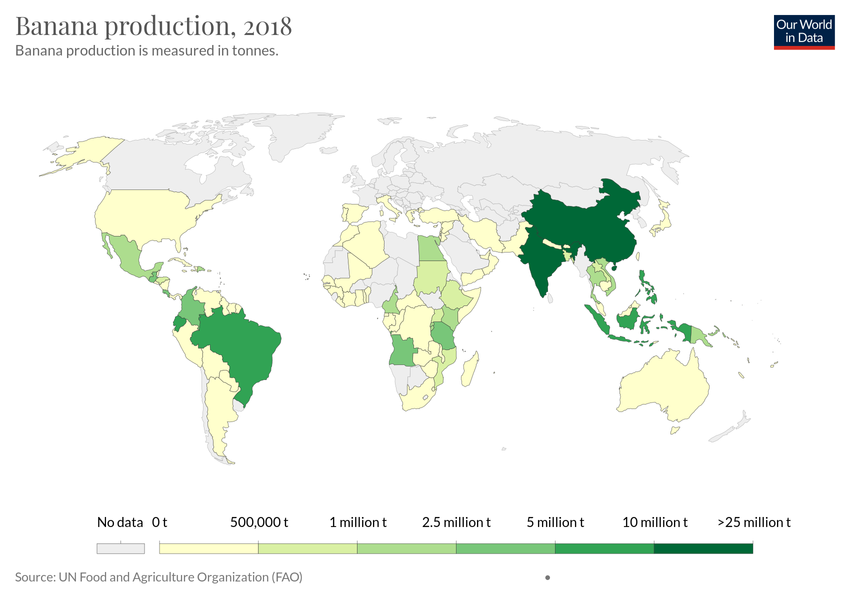 Banana production, 2018
Banana production is measured in tonnes.
Our World
in Data
No data 0 t 500,000 t 1 million t 2.5 million t 5 million t 10 million t >25 million t
Source: UN Food and Agriculture Organization (FAO)